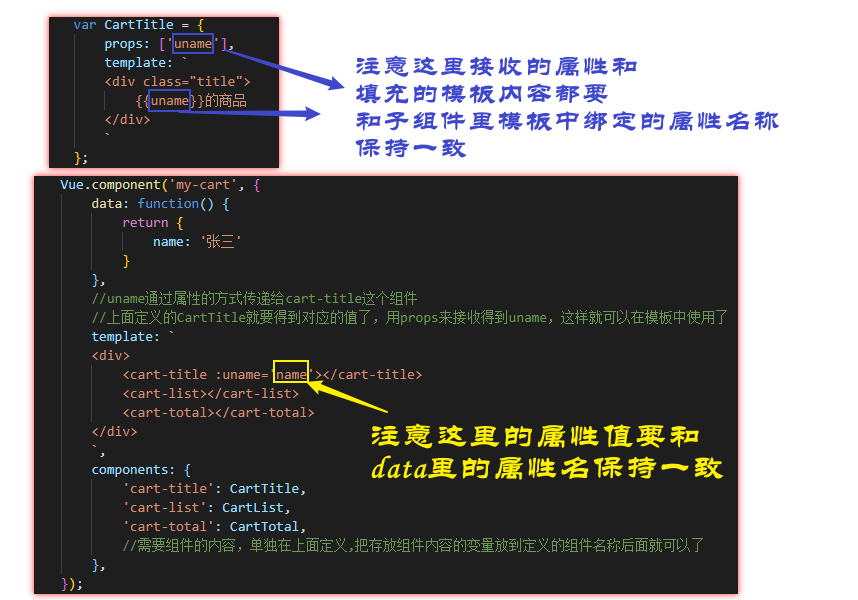 var CartTitle = {
props: ['uname'],
template: `
<div class="title">
{{uname}}的商品
</div>
`
};
注意这里接收的属性和
填充的模板内容都要
和子组件里模板中绑定的属性名称
保持一致
Vue.component('my-cart', {
data: function() {
return {
name: '张三'
}
},
//uname通过属性的方式传递给cart-title这个组件
//上面定义的CartTitle就要得到对应的值了，用props来接收得到uname，这样就可以在模板中使用了
template: `
<div>
<cart-title :uname='name'></cart-title>
<cart-list></cart-list>
<cart-total></cart-total>
</div>
`,
注意这里的属性值要和
data里的属性名保持一致
components: {
'cart-title': CartTitle,
'cart-list': CartList,
'cart-total': CartTotal,
//需要组件的内容，单独在上面定义,把存放组件内容的变量放到定义的组件名称后面就可以了
},
});